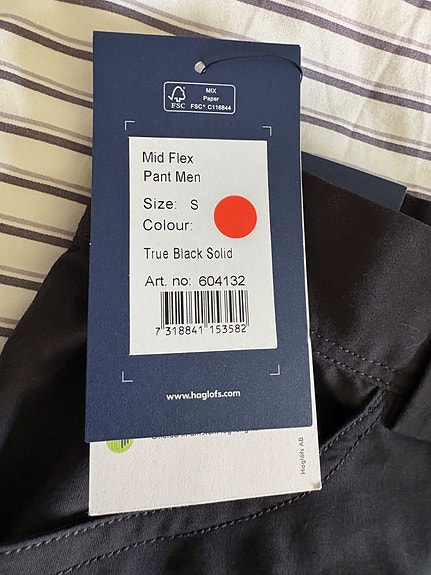 FSC
MIX
Paper
FSC® C116844
Mid Flex
Pant Men
Size: S
Colour:
True Black Solid
Art. no: 604132
7 318841 153582
www.haglofs.com
Haglöfs AB